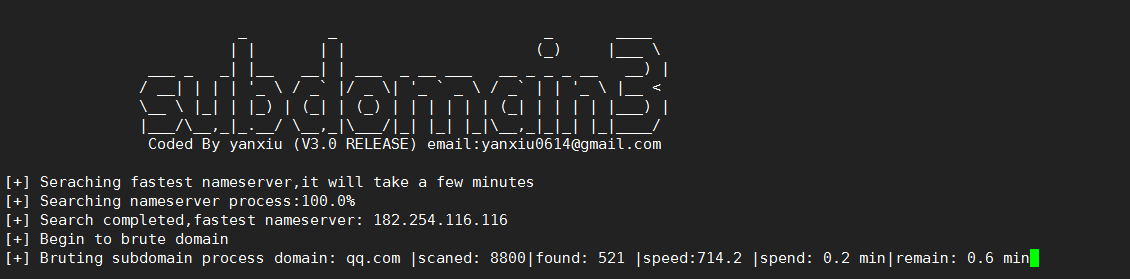 subdomain3
Coded By yanxiu (V3.0 RELEASE) email:yanxiu0614@gmail.com
[+] Seraching fastest nameserver,it will take a few minutes
[+] Searching nameserver process:100.0%
[+] Search completed,fastest nameserver: 182.254.116.116
[+] Begin to brute domain
[+] Bruting subdomain process domain: qq.com |scaned: 8800|found: 521 |speed:714.2 |spend: 0.2 min|remain: 0.6 min